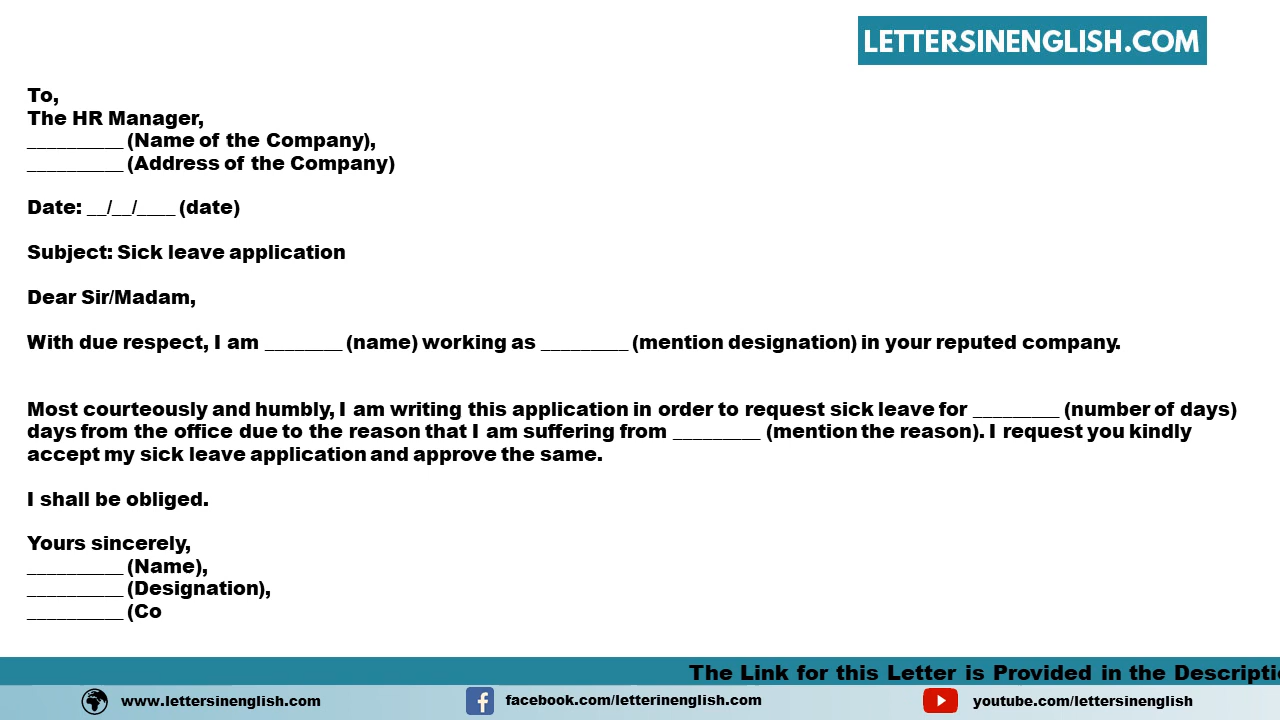 LETTERSINENGLISH.COM
To,
The HR Manager,
__________ (Name of the Company),
__________ (Address of the Company)
Date: __/__/____ (date)
Subject: Sick leave application
Dear Sir/Madam,
With due respect, I am ________ (name) working as _________ (mention designation) in your reputed company.
Most courteously and humbly, I am writing this application in order to request sick leave for _________ (number of days)
days from the office due to the reason that I am suffering from _________ (mention the reason). I request you kindly
accept my sick leave application and approve the same.
I shall be obliged.
Yours sincerely,
__________ (Name),
__________ (Designation),
__________ (Co
The Link for this Letter is Provided in the Descripti
www.lettersinenglish.com
facebook.com/letterinenglish.com
youtube.com/lettersinenglish